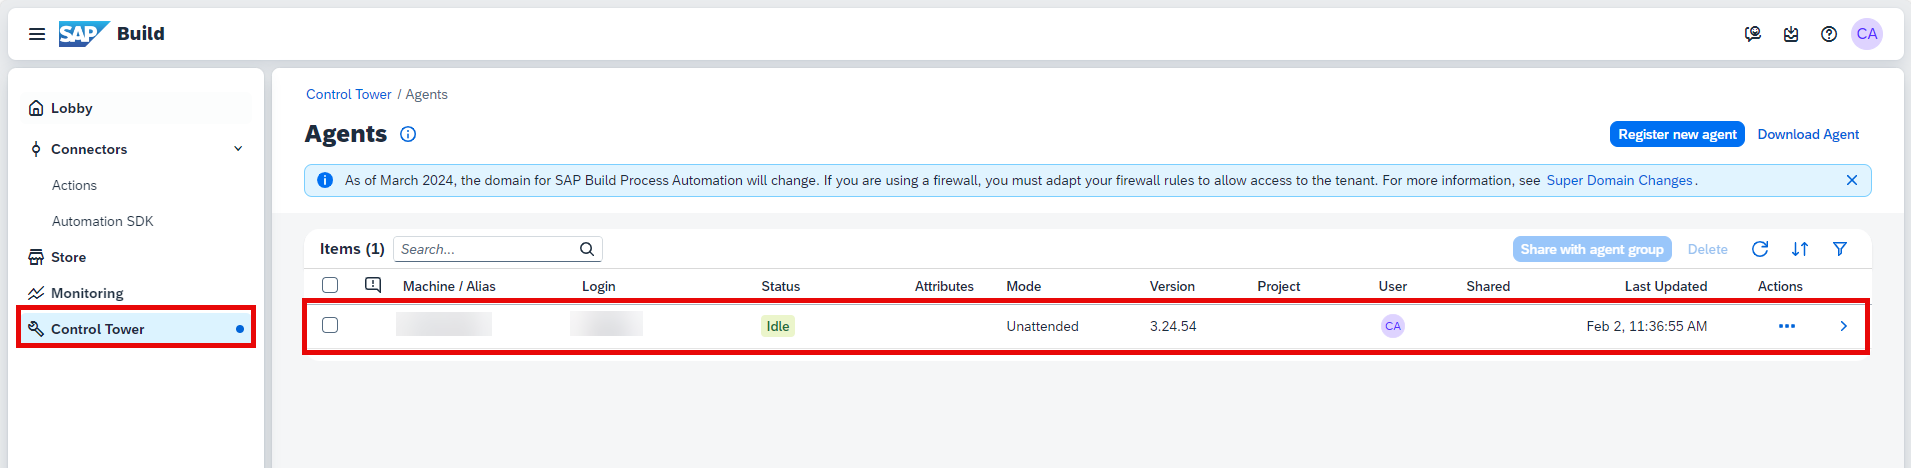 SAP Build
CA
Lobby
Connectors
Actions
Automation SDK
Store
Monitoring
Control Tower
Control Tower / Agents
Agents
Register new agent Download Agent
As of March 2024, the domain for SAP Build Process Automation will change. If you are using a firewall, you must adapt your firewall rules to allow access to the tenant. For more information, see Super Domain Changes.
Items (1) Search... Share with agent group Delete
Machine / Alias Login Status Attributes Mode Version Project User Shared Last Updated Actions
Idle Unattended 3.24.54 CA Feb 2, 11:36:55 AM